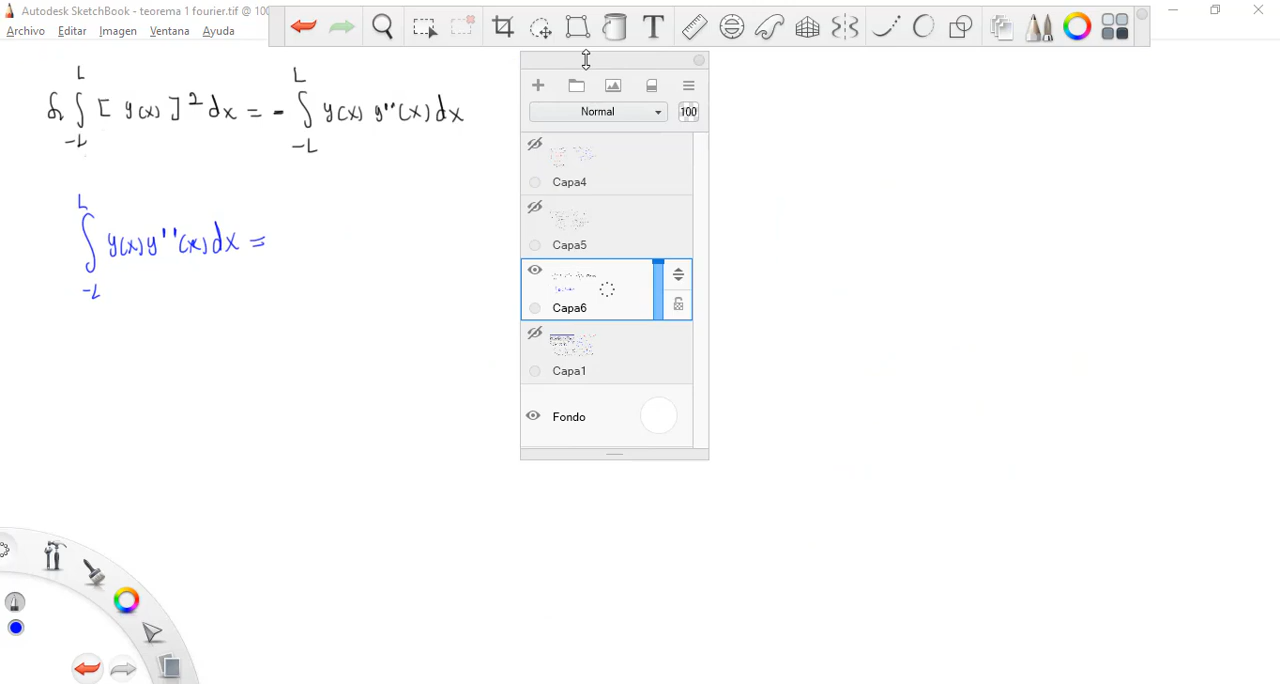 Autodesk SketchBook - teorema 1 fourier.tif @ 100
Archivo Editar Imagen Ventana Ayuda
T
Normal 100
Capa4
Capa5
Capa6
Capa1
Fondo
∫_{-L}^{L} [y(x)]² dx = - ∫_{-L}^{L} y(x) y''(x) dx
∫_{-L}^{L} y(x) y''(x) dx =